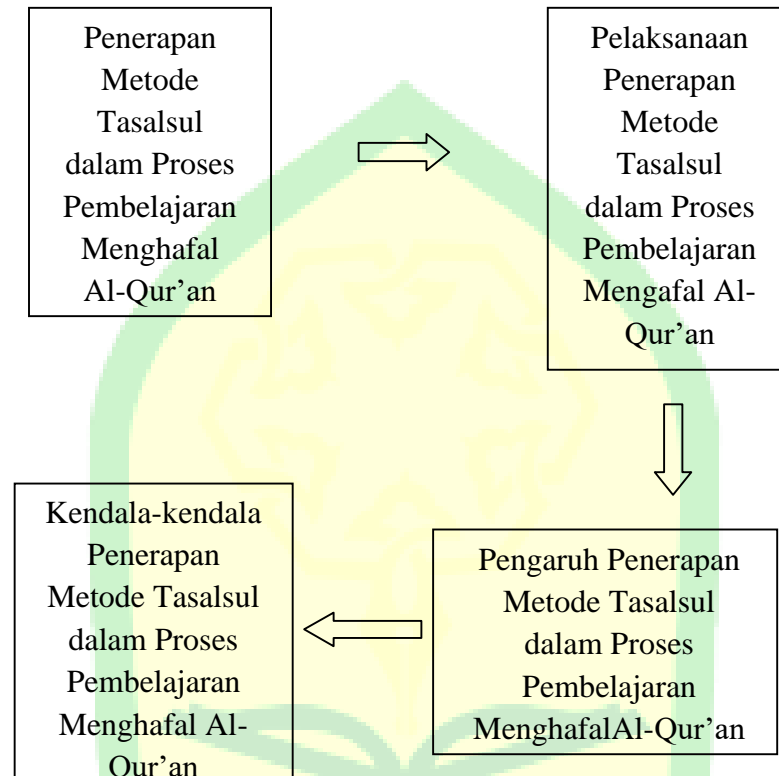 Penerapan
Metode
Tasalsul
dalam Proses
Pembelajaran
Menghafal
Al-Qur’an
Pelaksanaan
Penerapan
Metode
Tasalsul
dalam Proses
Pembelajaran
Mengafal Al-
Qur’an
Pengaruh Penerapan
Metode Tasalsul
dalam Proses
Pembelajaran
MenghafalAl-Qur’an
Kendala-kendala
Penerapan
Metode Tasalsul
dalam Proses
Pembelajaran
Menghafal Al-
Qur’an